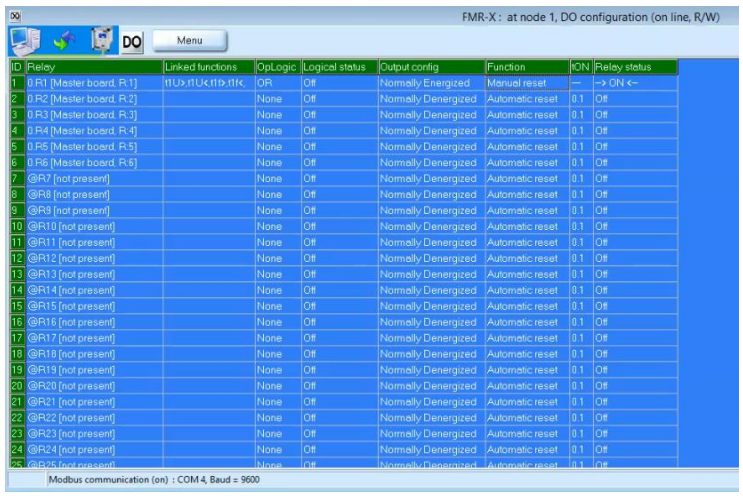 FMR-X : at node 1, DO configuration (on line, R/W)
DO Menu
ID Relay Linked functions OpLogic Logical status Output config Function tON Relay status
1 0.R1 [Master board, R:1] t1U>,t1U<,t1f>,t1f<, OR Off Normally Energized Manual reset — --> ON <--
2 0.R2 [Master board, R:2] None Off Normally Denergized Automatic reset 0.1 Off
3 0.R3 [Master board, R:3] None Off Normally Denergized Automatic reset 0.1 Off
4 0.R4 [Master board, R:4] None Off Normally Denergized Automatic reset 0.1 Off
5 0.R5 [Master board, R:5] None Off Normally Denergized Automatic reset 0.1 Off
6 0.R6 [Master board, R:6] None Off Normally Denergized Automatic reset 0.1 Off
7 @R7 [not present] None Off Normally Denergized Automatic reset 0.1 Off
8 @R8 [not present] None Off Normally Denergized Automatic reset 0.1 Off
9 @R9 [not present] None Off Normally Denergized Automatic reset 0.1 Off
10 @R10 [not present] None Off Normally Denergized Automatic reset 0.1 Off
11 @R11 [not present] None Off Normally Denergized Automatic reset 0.1 Off
12 @R12 [not present] None Off Normally Denergized Automatic reset 0.1 Off
13 @R13 [not present] None Off Normally Denergized Automatic reset 0.1 Off
14 @R14 [not present] None Off Normally Denergized Automatic reset 0.1 Off
15 @R15 [not present] None Off Normally Denergized Automatic reset 0.1 Off
16 @R16 [not present] None Off Normally Denergized Automatic reset 0.1 Off
17 @R17 [not present] None Off Normally Denergized Automatic reset 0.1 Off
18 @R18 [not present] None Off Normally Denergized Automatic reset 0.1 Off
19 @R19 [not present] None Off Normally Denergized Automatic reset 0.1 Off
20 @R20 [not present] None Off Normally Denergized Automatic reset 0.1 Off
21 @R21 [not present] None Off Normally Denergized Automatic reset 0.1 Off
22 @R22 [not present] None Off Normally Denergized Automatic reset 0.1 Off
23 @R23 [not present] None Off Normally Denergized Automatic reset 0.1 Off
24 @R24 [not present] None Off Normally Denergized Automatic reset 0.1 Off
25 @R25 [not present] None Off Normally Denergized Automatic reset 0.1 Off
Modbus communication (on) : COM 4, Baud = 9600